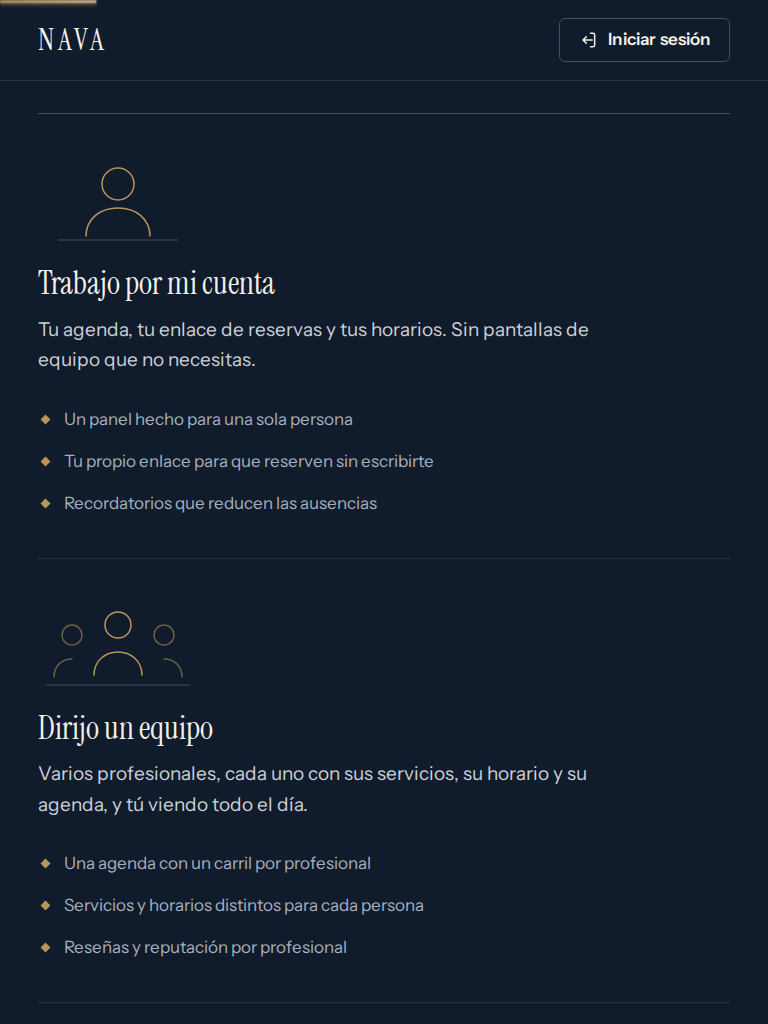 NAVA
Iniciar sesión
Trabajo por mi cuenta
Tu agenda, tu enlace de reservas y tus horarios. Sin pantallas de
equipo que no necesitas.
Un panel hecho para una sola persona
Tu propio enlace para que reserven sin escribirte
Recordatorios que reducen las ausencias
Dirijo un equipo
Varios profesionales, cada uno con sus servicios, su horario y su
agenda, y tú viendo todo el día.
Una agenda con un carril por profesional
Servicios y horarios distintos para cada persona
Reseñas y reputación por profesional